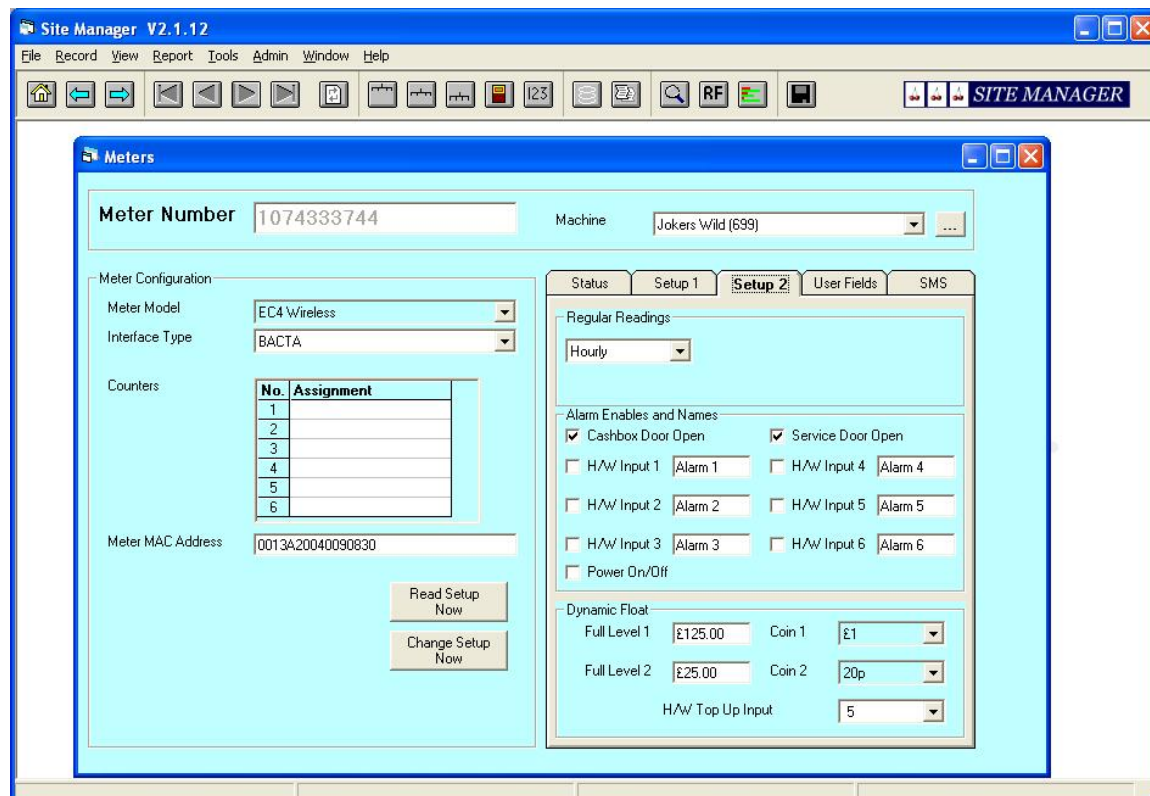 Site Manager V2.1.12
File Record View Report Tools Admin Window Help
123 RF SITE MANAGER
Meters
Meter Number 1074333744 Machine Jokers Wild (699) ...
Meter Configuration
Meter Model EC4 Wireless
Interface Type BACTA
Counters
No. Assignment
1
2
3
4
5
6
Meter MAC Address 0013A20040090830
Read Setup
Now
Change Setup
Now
Status Setup 1 Setup 2 User Fields SMS
Regular Readings
Hourly
Alarm Enables and Names
Cashbox Door Open Service Door Open
H/W Input 1 Alarm 1 H/W Input 4 Alarm 4
H/W Input 2 Alarm 2 H/W Input 5 Alarm 5
H/W Input 3 Alarm 3 H/W Input 6 Alarm 6
Power On/Off
Dynamic Float
Full Level 1 £125.00 Coin 1 £1
Full Level 2 £25.00 Coin 2 20p
H/W Top Up Input 5